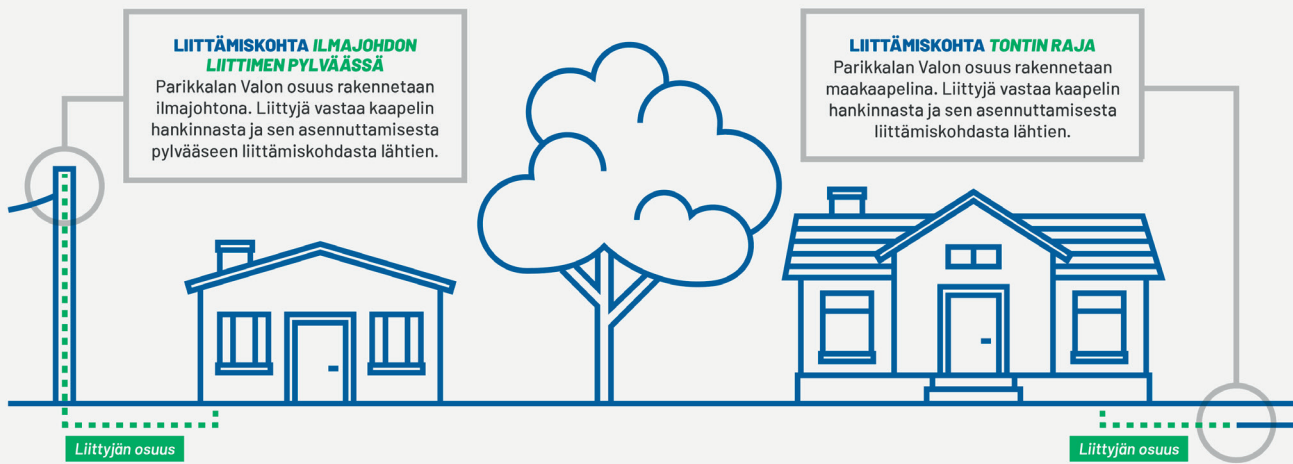 LIITTÄMISKOHTA ILMAJOHDON
LIITTIMEN PYLVÄÄSSÄ
Parikkalan Valon osuus rakennetaan
ilmajohtona. Liittyjä vastaa kaapelin
hankinnasta ja sen asennuttamisesta
pylvääseen liittämiskohdasta lähtien.
LIITTÄMISKOHTA TONTIN RAJA
Parikkalan Valon osuus rakennetaan
maakaapelina. Liittyjä vastaa kaapelin
hankinnasta ja sen asennuttamisesta
liittämiskohdasta lähtien.
Liittyjän osuus
Liittyjän osuus